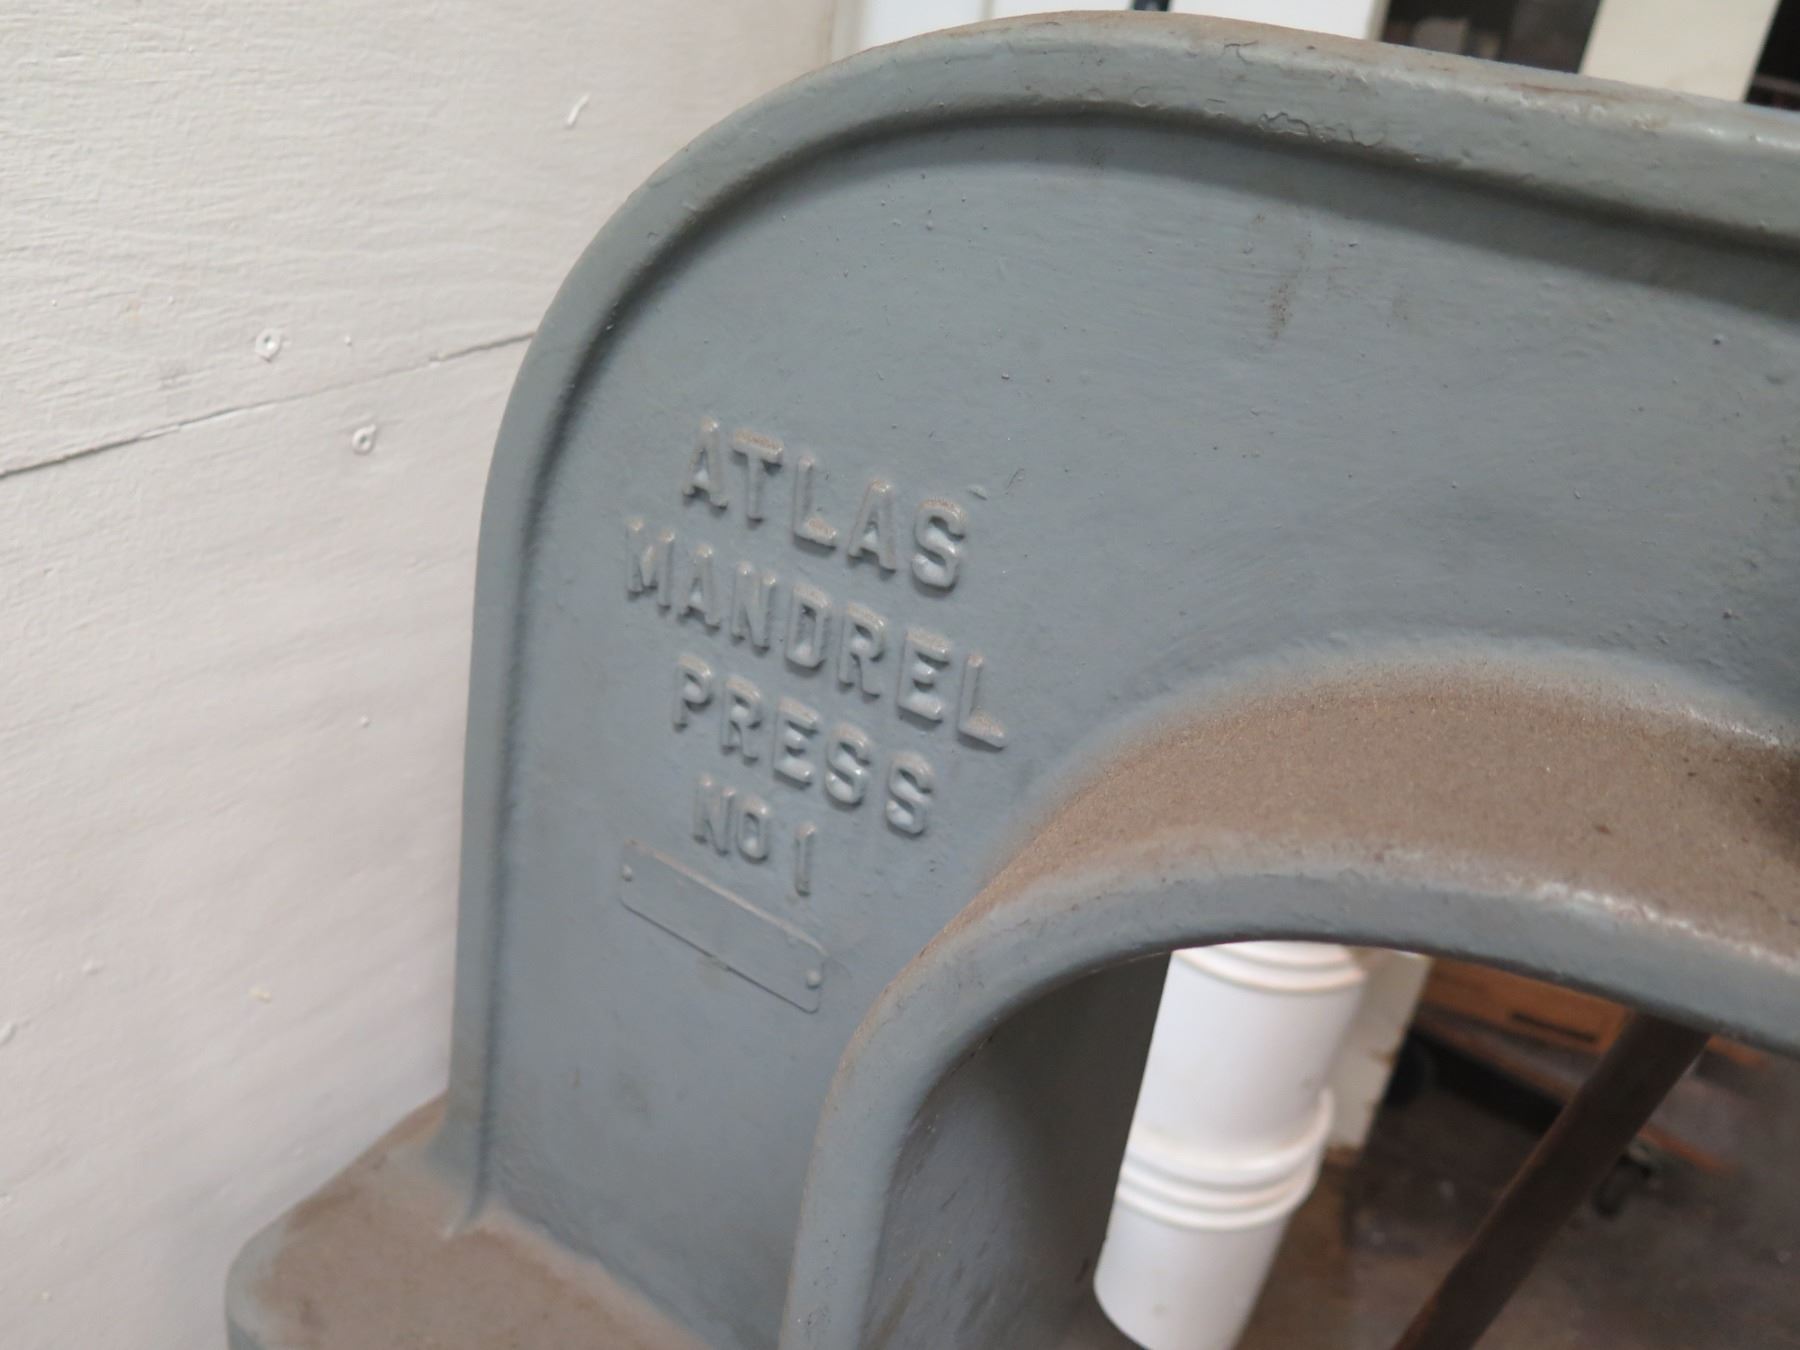 ATLAS
MANDREL
PRESS
NO 1